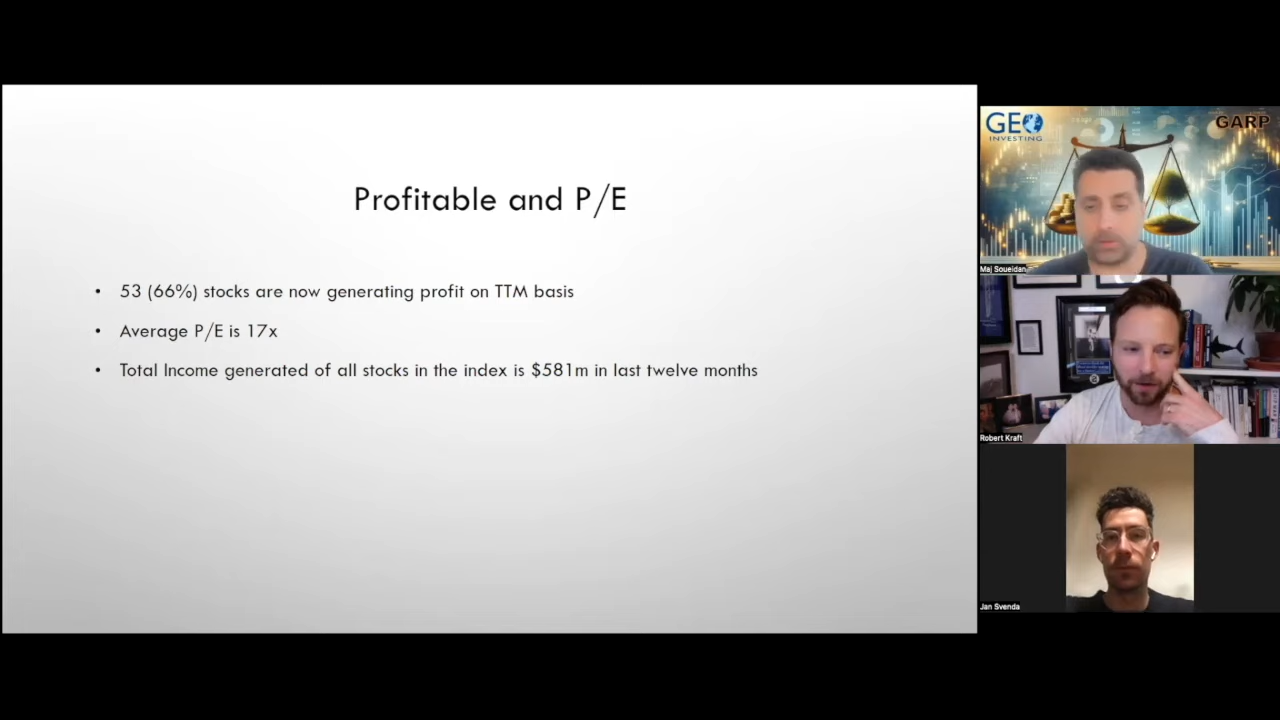 Profitable and P/E
• 53 (66%) stocks are now generating profit on TTM basis
• Average P/E is 17x
• Total Income generated of all stocks in the index is $581m in last twelve months
GEO
INVESTING
GARP
Maj Soueidan
Robert Kraft
Jan Svenda